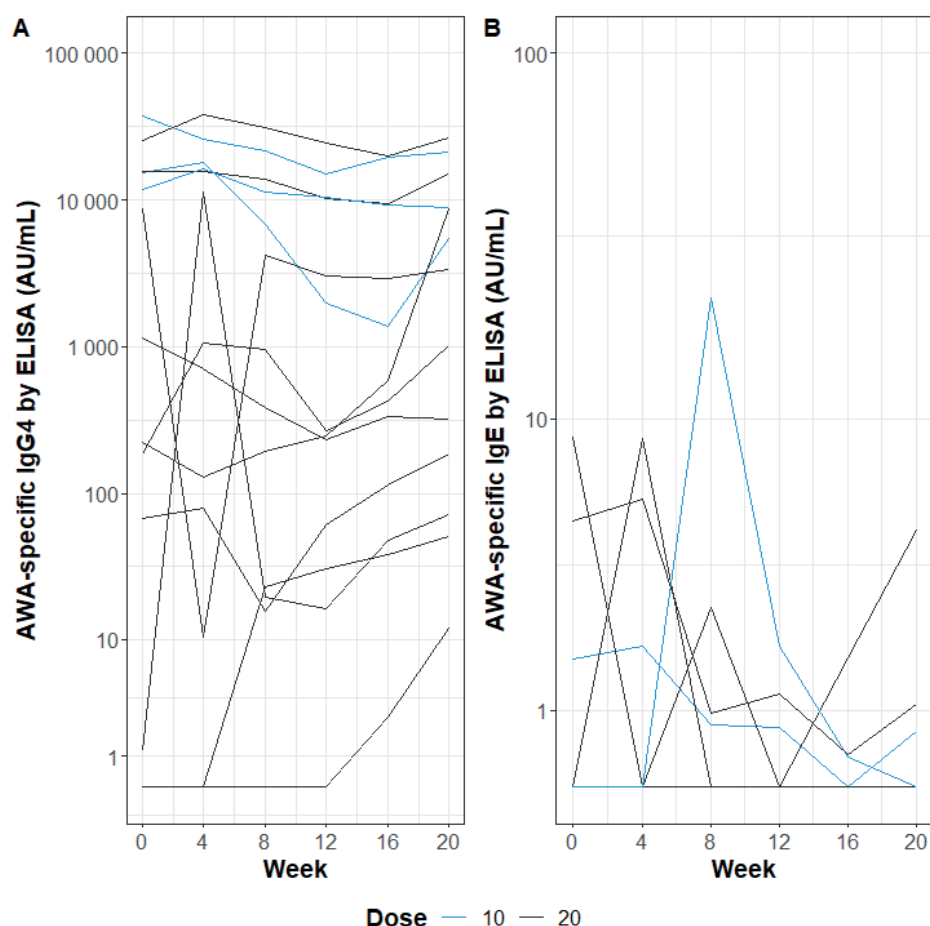 A
AWA-specific IgG4 by ELISA (AU/mL)
100 000
10 000
1 000
100
10
1
0 4 8 12 16 20
Week
B
AWA-specific IgE by ELISA (AU/mL)
100
10
1
0 4 8 12 16 20
Week
Dose 10 20